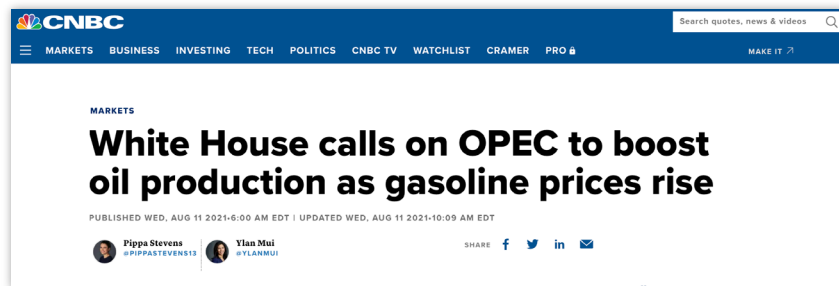 CNBC
Search quotes, news & videos
MARKETS BUSINESS INVESTING TECH POLITICS CNBC TV WATCHLIST CRAMER PRO MAKE IT
MARKETS
White House calls on OPEC to boost
oil production as gasoline prices rise
PUBLISHED WED, AUG 11 2021•6:00 AM EDT | UPDATED WED, AUG 11 2021•10:09 AM EDT
Pippa Stevens
@PIPPASTEVENS13
Ylan Mui
@YLANMUI
SHARE